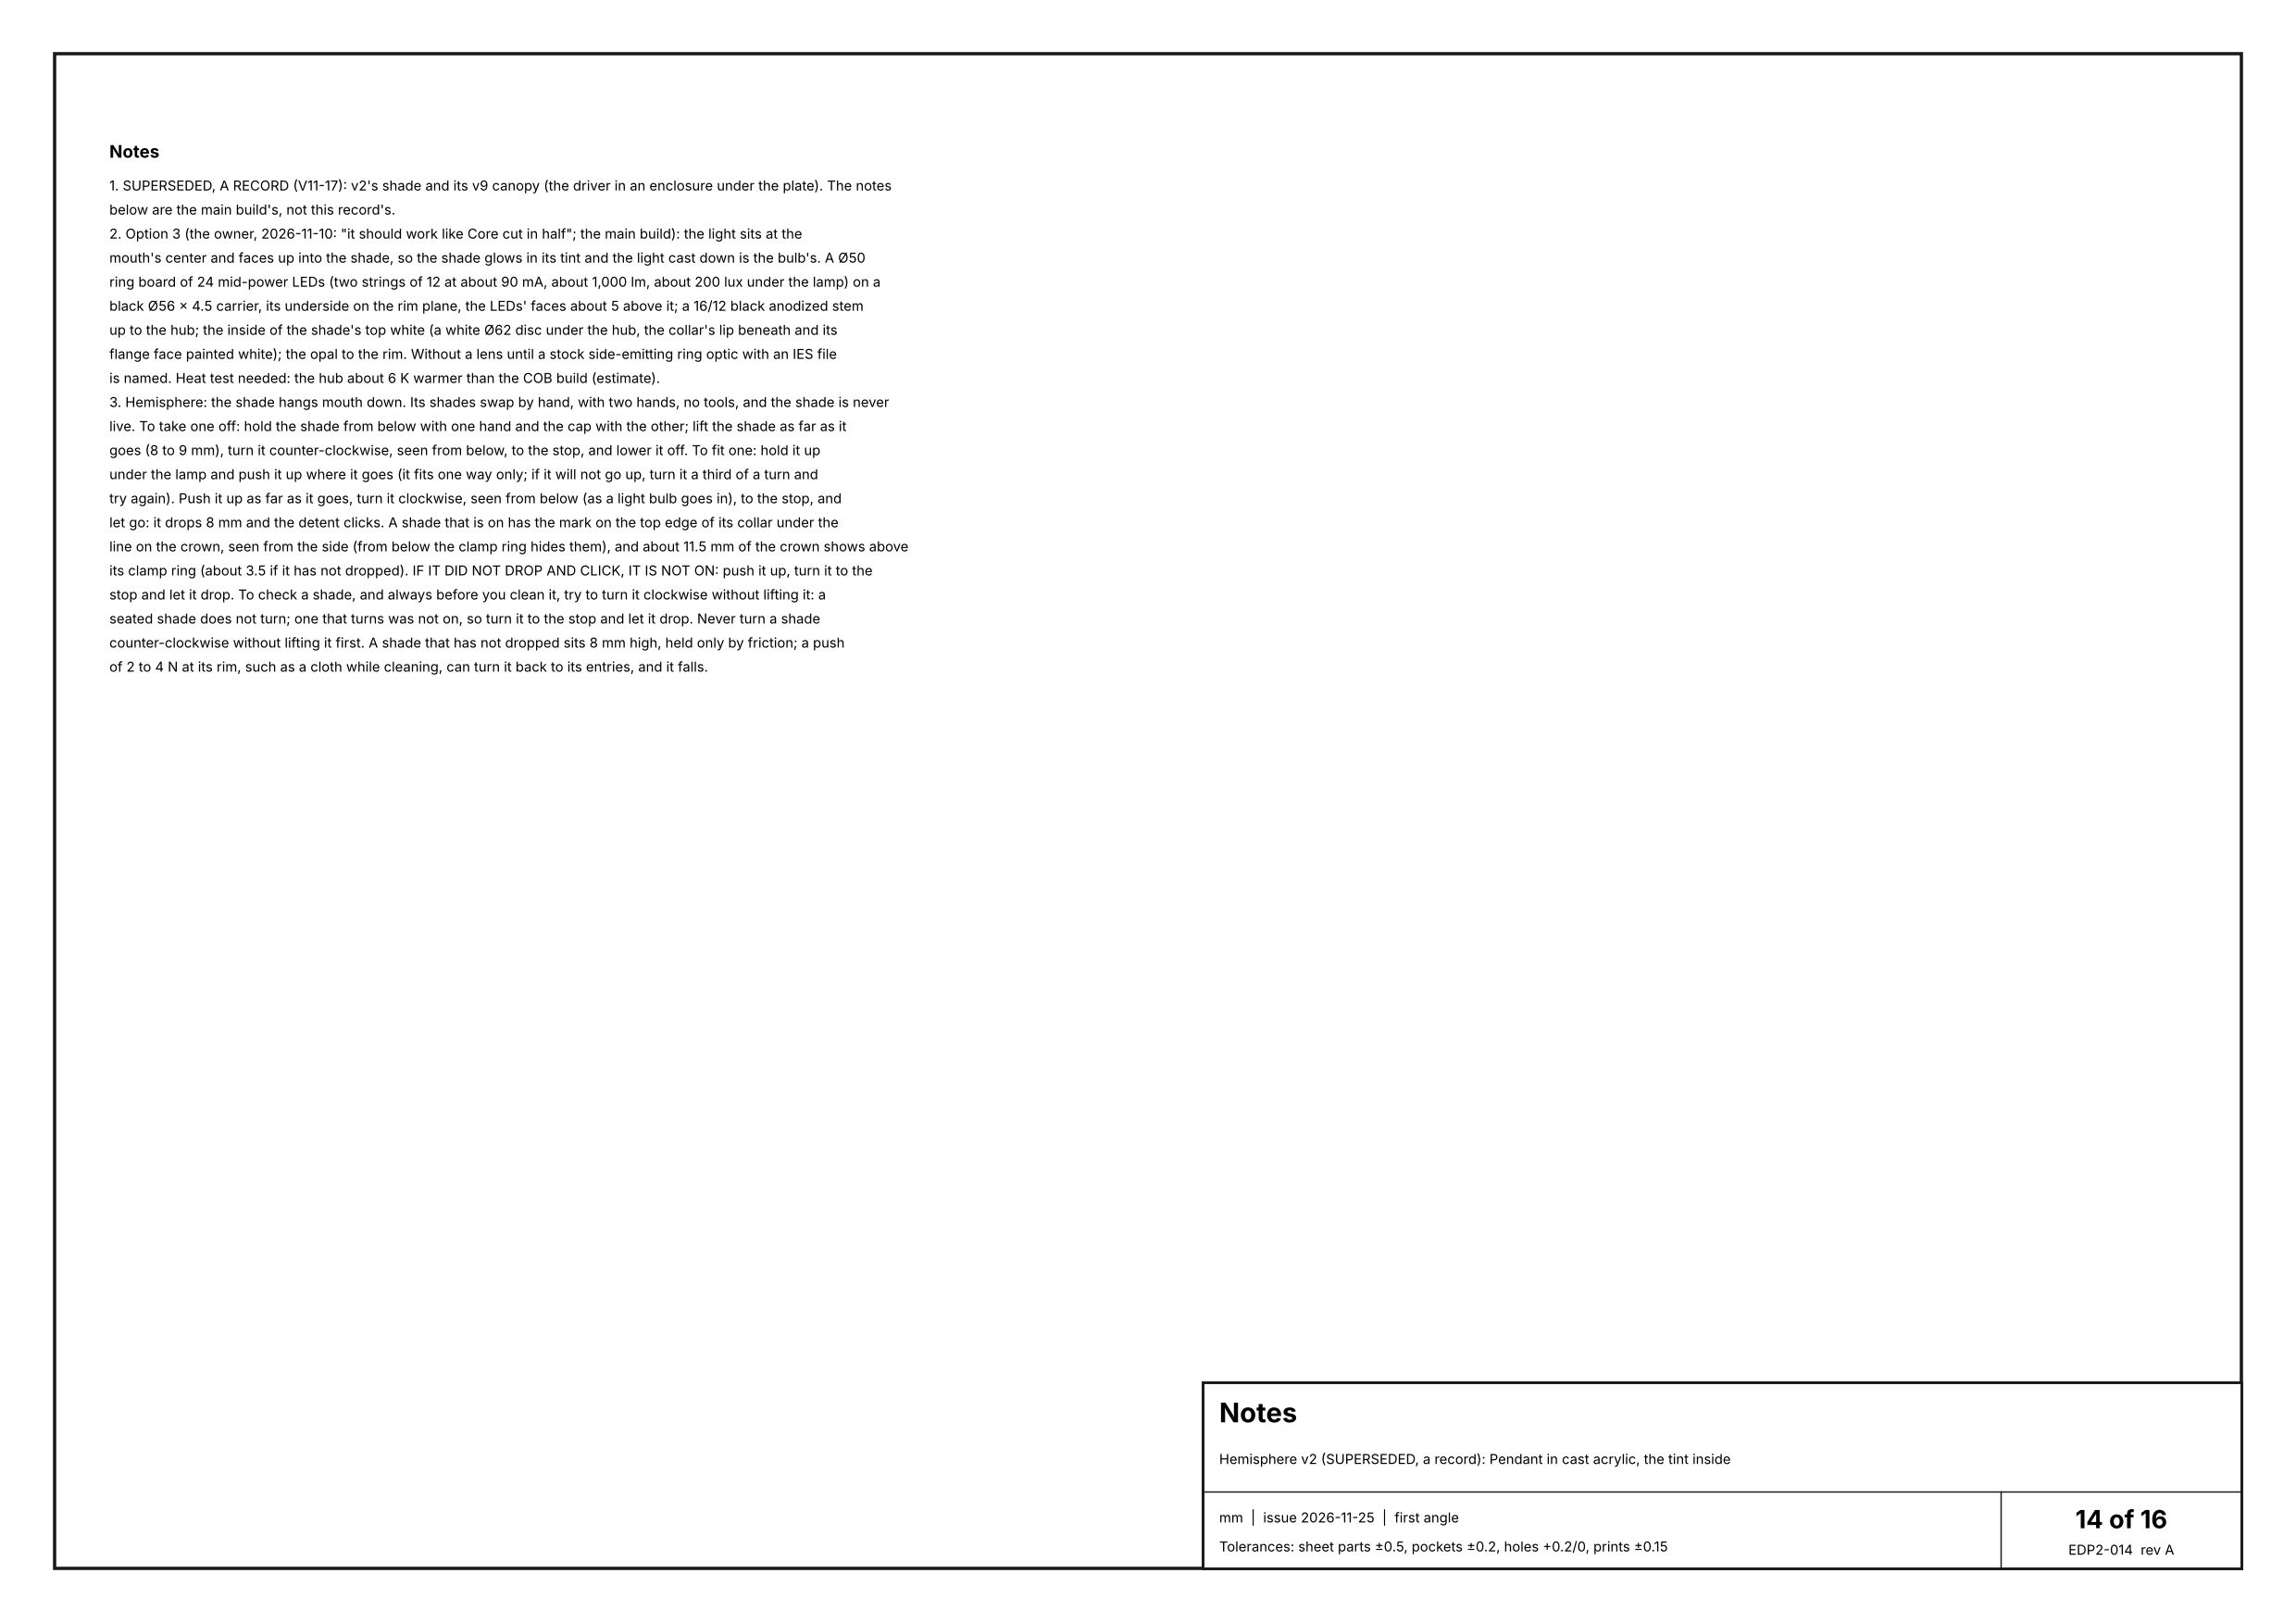 Notes
1. SUPERSEDED, A RECORD (V11-17): v2's shade and its v9 canopy (the driver in an enclosure under the plate). The notes
below are the main build's, not this record's.
2. Option 3 (the owner, 2026-11-10: "it should work like Core cut in half"; the main build): the light sits at the
mouth's center and faces up into the shade, so the shade glows in its tint and the light cast down is the bulb's. A Ø50
ring board of 24 mid-power LEDs (two strings of 12 at about 90 mA, about 1,000 lm, about 200 lux under the lamp) on a
black Ø56 × 4.5 carrier, its underside on the rim plane, the LEDs' faces about 5 above it; a 16/12 black anodized stem
up to the hub; the inside of the shade's top white (a white Ø62 disc under the hub, the collar's lip beneath and its
flange face painted white); the opal to the rim. Without a lens until a stock side-emitting ring optic with an IES file
is named. Heat test needed: the hub about 6 K warmer than the COB build (estimate).
3. Hemisphere: the shade hangs mouth down. Its shades swap by hand, with two hands, no tools, and the shade is never
live. To take one off: hold the shade from below with one hand and the cap with the other; lift the shade as far as it
goes (8 to 9 mm), turn it counter-clockwise, seen from below, to the stop, and lower it off. To fit one: hold it up
under the lamp and push it up where it goes (it fits one way only; if it will not go up, turn it a third of a turn and
try again). Push it up as far as it goes, turn it clockwise, seen from below (as a light bulb goes in), to the stop, and
let go: it drops 8 mm and the detent clicks. A shade that is on has the mark on the top edge of its collar under the
line on the crown, seen from the side (from below the clamp ring hides them), and about 11.5 mm of the crown shows above
its clamp ring (about 3.5 if it has not dropped). IF IT DID NOT DROP AND CLICK, IT IS NOT ON: push it up, turn it to the
stop and let it drop. To check a shade, and always before you clean it, try to turn it clockwise without lifting it: a
seated shade does not turn; one that turns was not on, so turn it to the stop and let it drop. Never turn a shade
counter-clockwise without lifting it first. A shade that has not dropped sits 8 mm high, held only by friction; a push
of 2 to 4 N at its rim, such as a cloth while cleaning, can turn it back to its entries, and it falls.
Notes
Hemisphere v2 (SUPERSEDED, a record): Pendant in cast acrylic, the tint inside
mm | issue 2026-11-25 | first angle
Tolerances: sheet parts ±0.5, pockets ±0.2, holes +0.2/0, prints ±0.15
14 of 16
EDP2-014 rev A